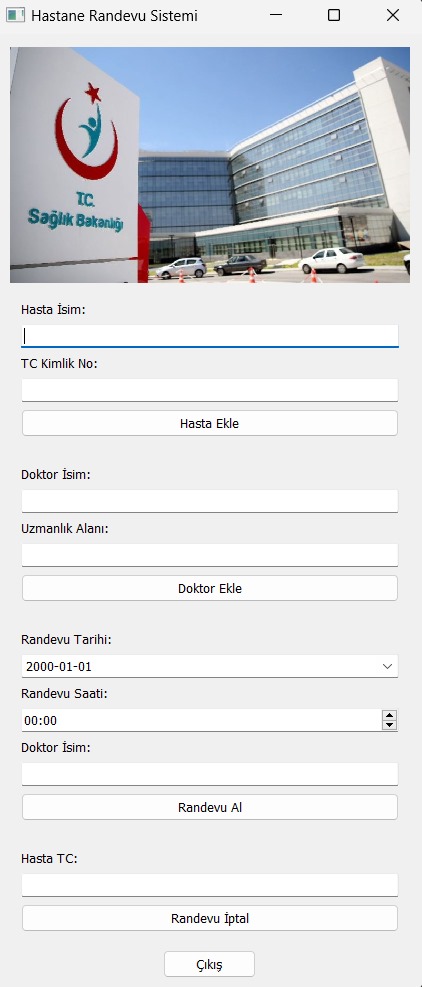 Hastane Randevu Sistemi
T.C.
Sağlık Bakanlığı
Hasta İsim:
TC Kimlik No:
Hasta Ekle
Doktor İsim:
Uzmanlık Alanı:
Doktor Ekle
Randevu Tarihi:
2000-01-01
Randevu Saati:
00:00
Doktor İsim:
Randevu Al
Hasta TC:
Randevu İptal
Çıkış